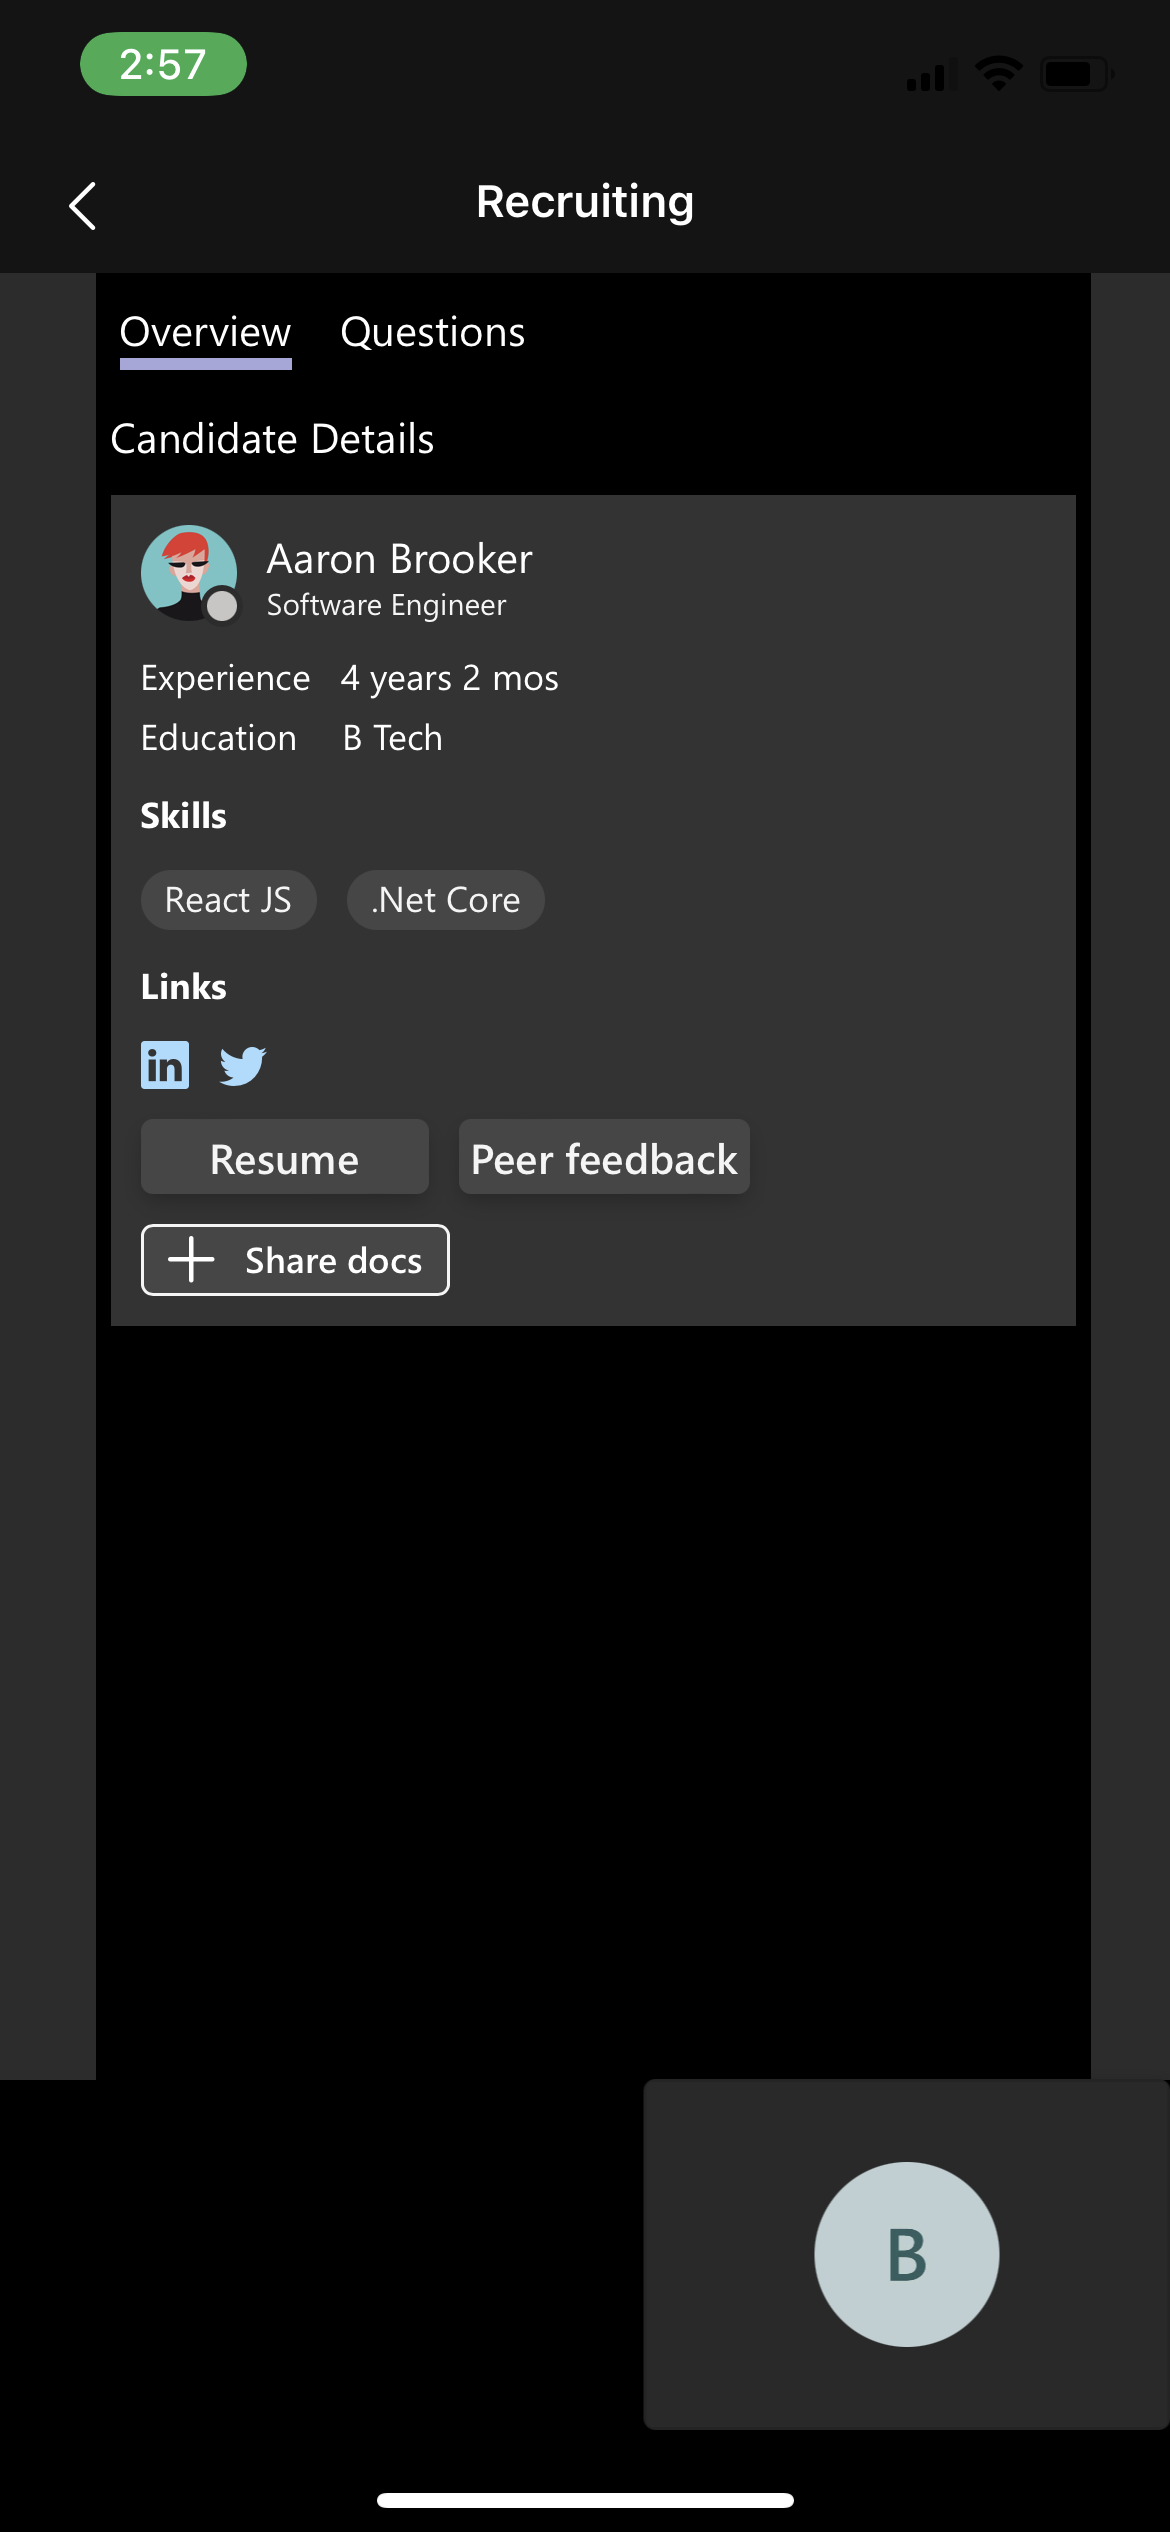 2:57
Recruiting
Overview Questions
Candidate Details
Aaron Brooker
Software Engineer
Experience 4 years 2 mos
Education B Tech
Skills
React JS .Net Core
Links
in
Resume Peer feedback
Share docs
B